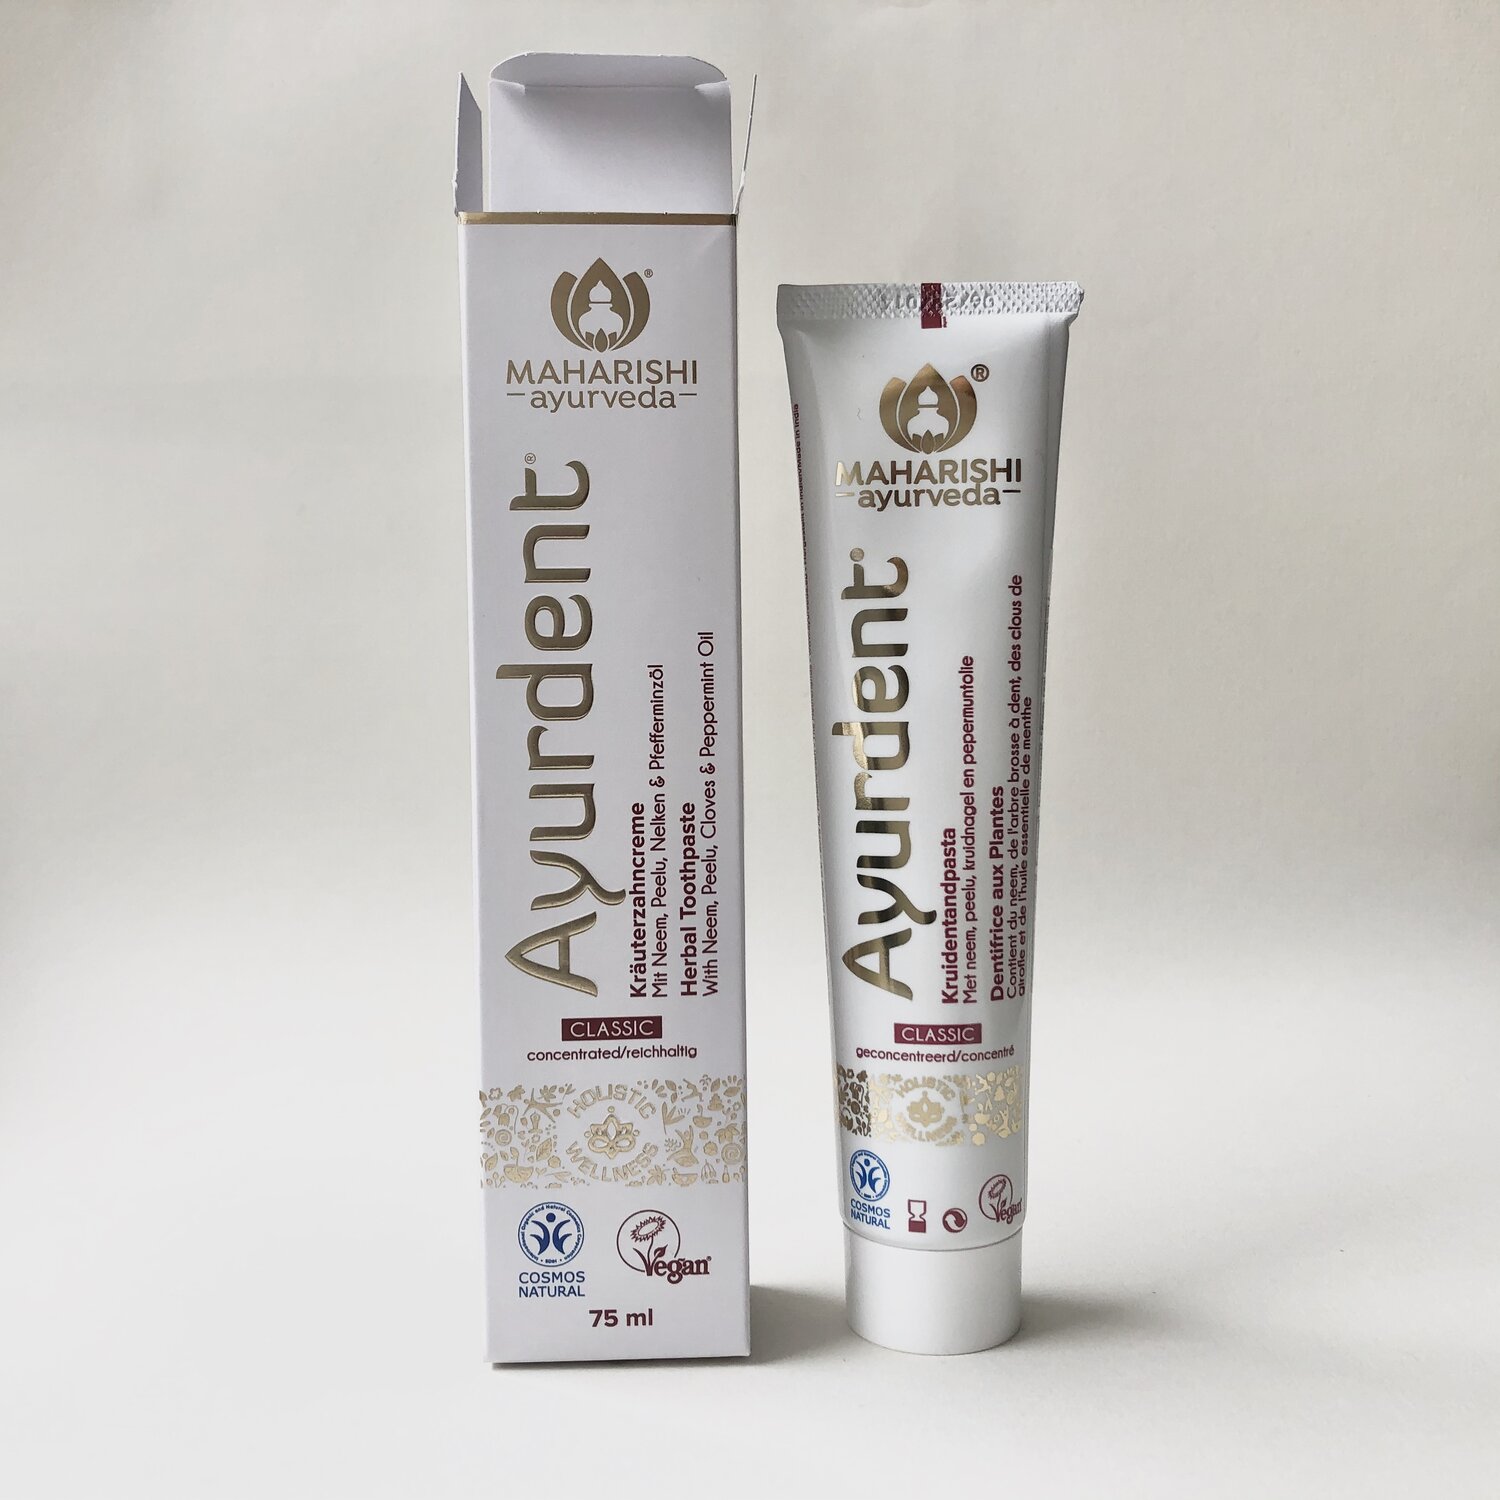 MAHARISHI
ayurveda
Ayurdent®
Kräuterzahncreme
Mit Neem, Peelu, Nelken & Pfefferminzöl
Herbal Toothpaste
With Neem, Peelu, Cloves & Peppermint Oil
CLASSIC
concentrated/reichhaltig
HOLISTIC
WELLNESS
COSMOS
NATURAL
Vegan
75 ml
MAHARISHI
ayurveda
Ayurdent®
Kruidentandpasta
Met neem, peelu, kruidnagel en pepermuntolie
Dentifrice aux Plantes
Contient du neem, de l'arbre brosse à dent, des clous de
girofle et de l'huile essentielle de menthe
CLASSIC
geconcentreerd/concentré
HOLISTIC
WELLNESS
COSMOS
NATURAL
Vegan